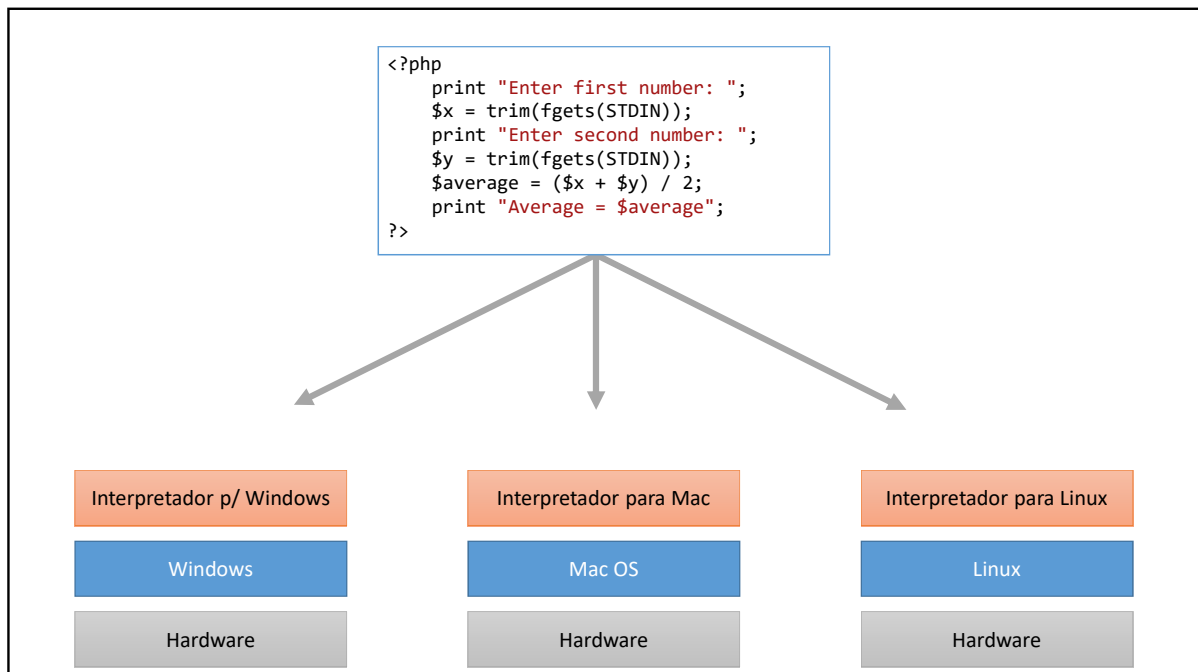 <?php
    print "Enter first number: ";
    $x = trim(fgets(STDIN));
    print "Enter second number: ";
    $y = trim(fgets(STDIN));
    $average = ($x + $y) / 2;
    print "Average = $average";
?>
Interpretador p/ Windows
Interpretador para Mac
Interpretador para Linux
Windows
Mac OS
Linux
Hardware
Hardware
Hardware